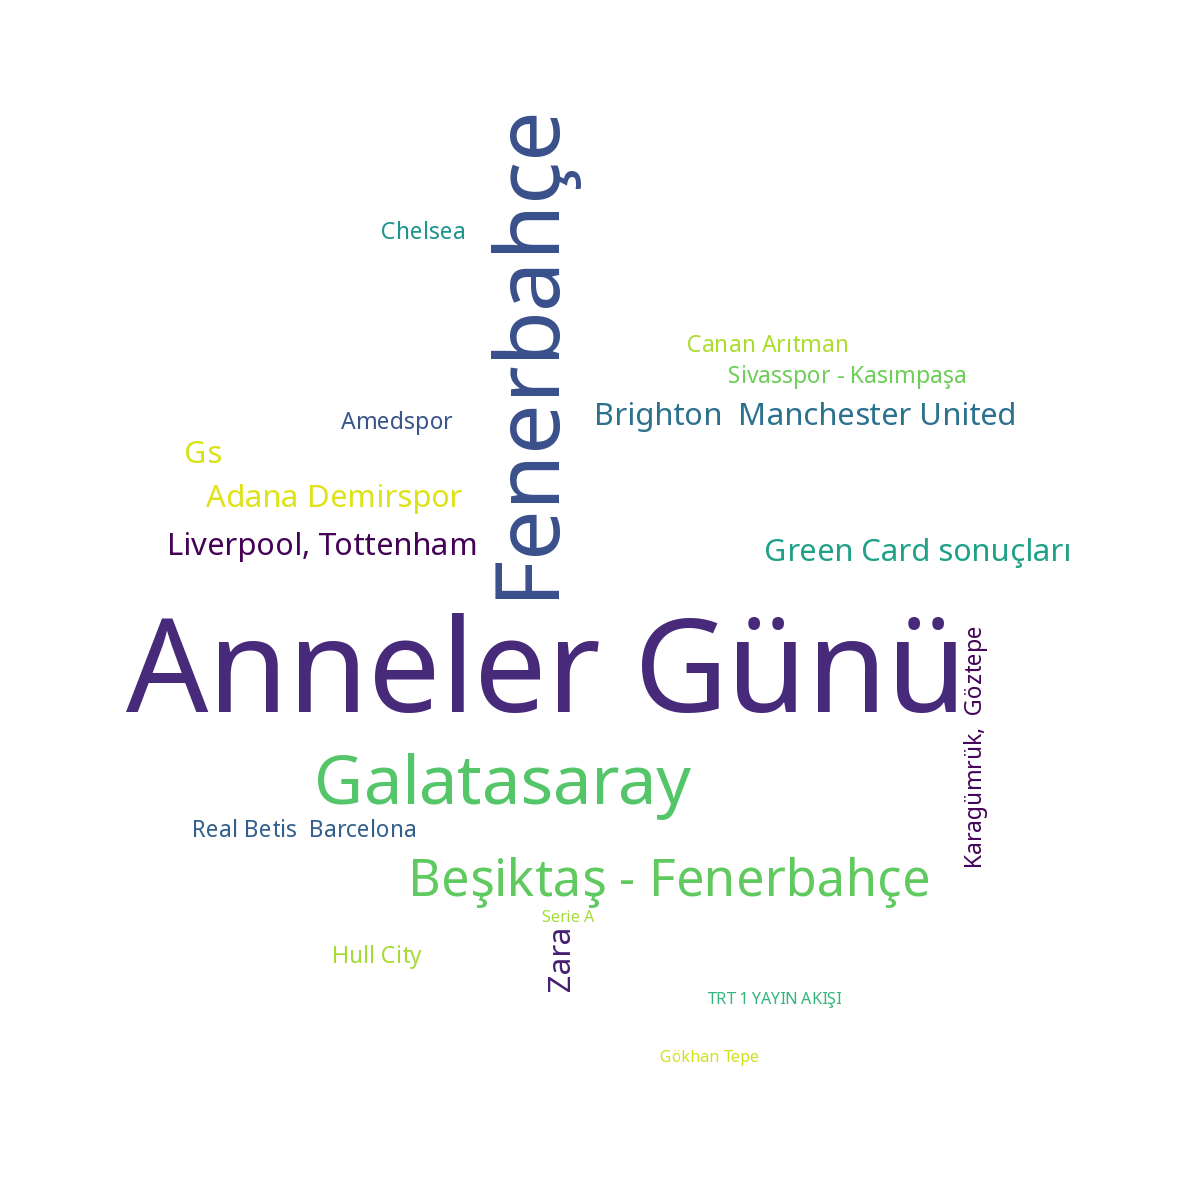 Fenerbahçe
Chelsea
Canan Arıtman
Sivasspor - Kasımpaşa
Brighton  Manchester United
Amedspor
Gs
Adana Demirspor
Liverpool, Tottenham
Green Card sonuçları
Anneler Günü
Karagümrük,  Göztepe
Galatasaray
Real Betis  Barcelona
Beşiktaş - Fenerbahçe
Serie A
Zara
Hull City
TRT 1 YAYIN AKIŞI
Gökhan Tepe